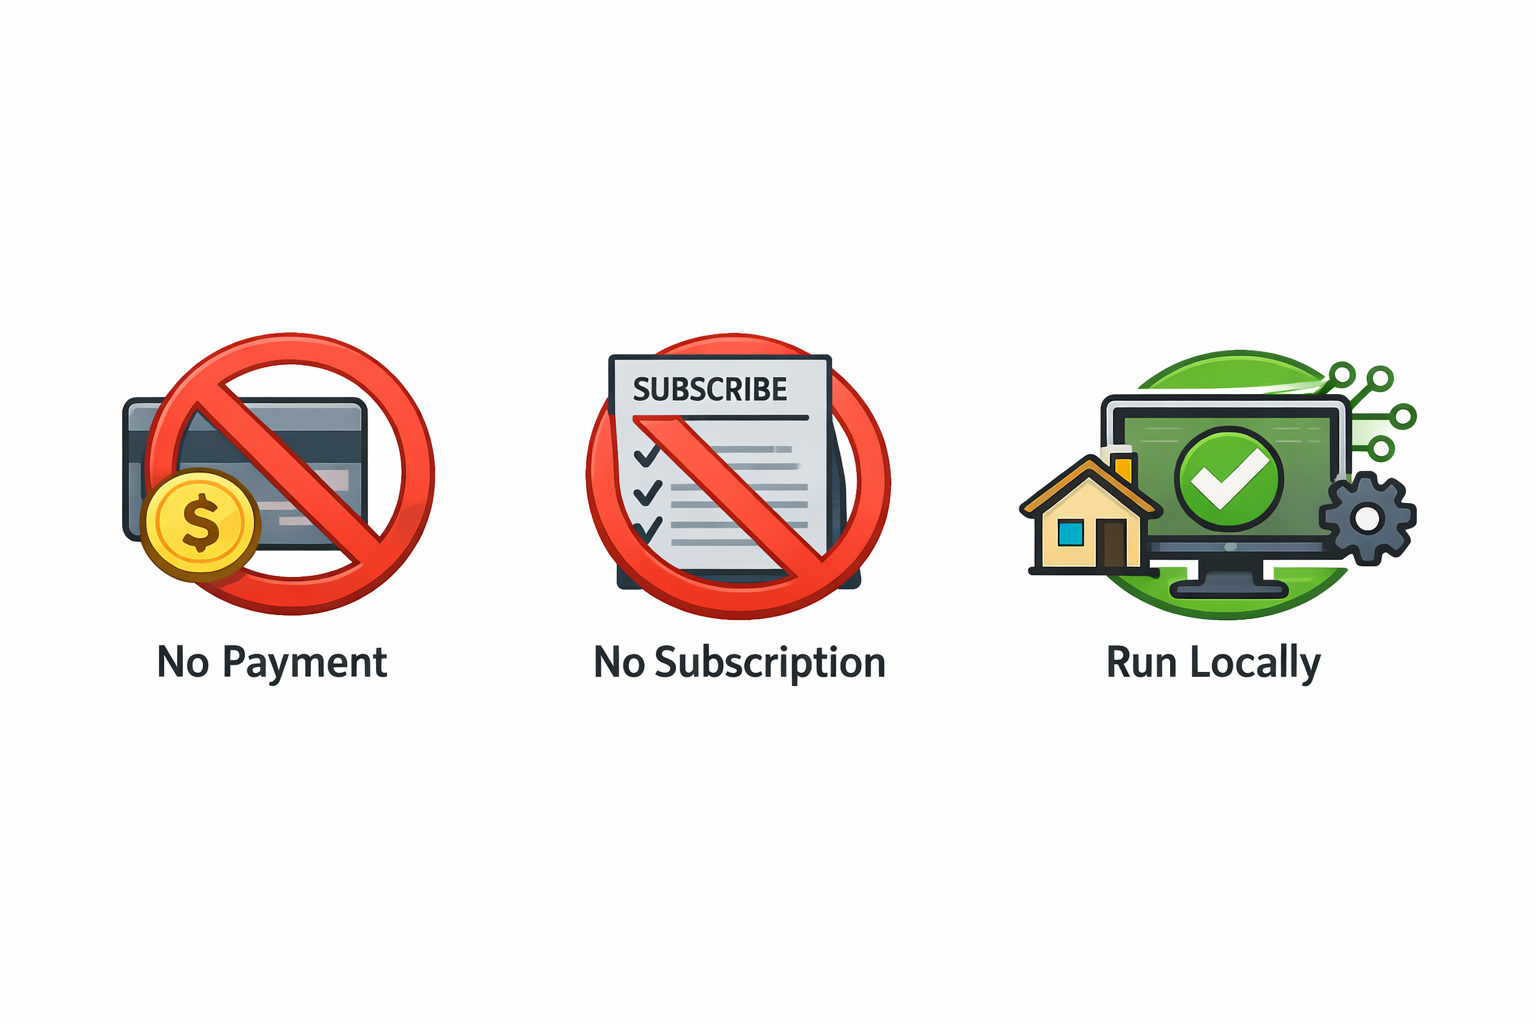 $
SUBSCRIBE
No Payment
No Subscription
Run Locally